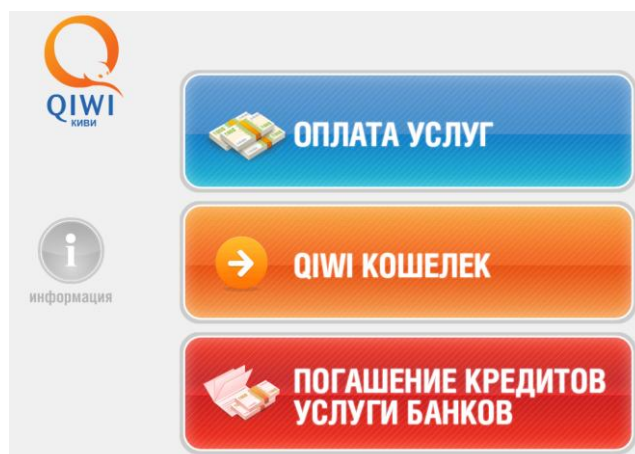 QIWI
КИВИ
ОПЛАТА УСЛУГ
информация
QIWI КОШЕЛЕК
ПОГАШЕНИЕ КРЕДИТОВ
УСЛУГИ БАНКОВ